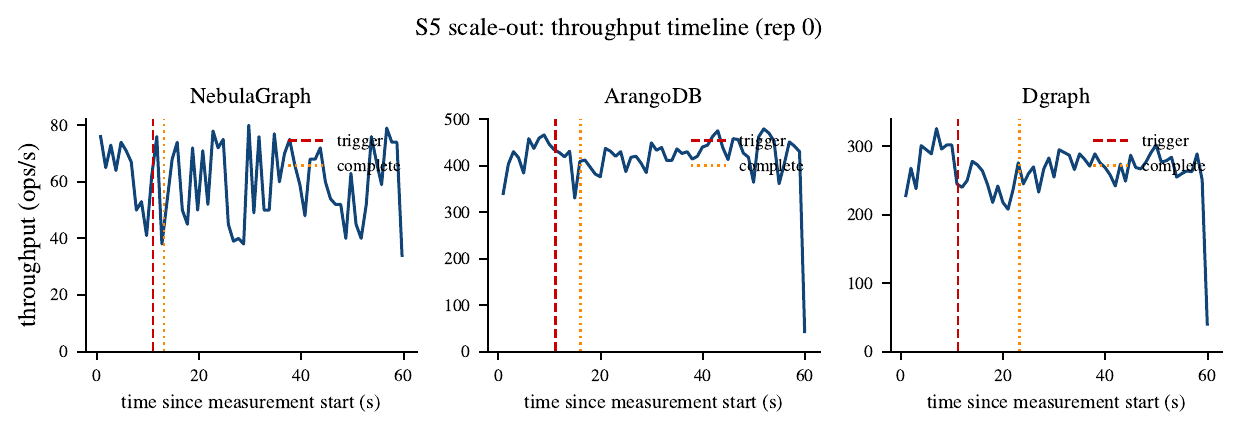 S5 scale-out: throughput timeline (rep 0)
NebulaGraph
throughput (ops/s)
80
60
40
20
0
trigger
complete
0 20 40 60
time since measurement start (s)
ArangoDB
500
400
300
200
100
0
trigger
complete
0 20 40 60
time since measurement start (s)
Dgraph
300
200
100
0
trigger
complete
0 20 40 60
time since measurement start (s)